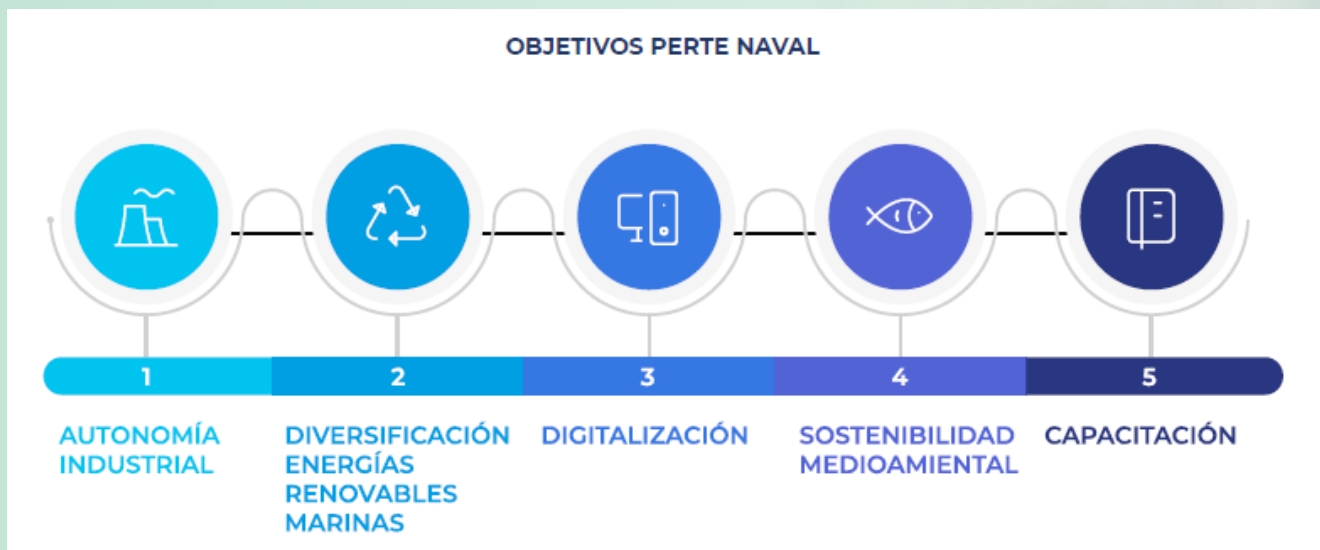 OBJETIVOS PERTE NAVAL
1
2
3
4
5
AUTONOMÍA
INDUSTRIAL
DIVERSIFICACIÓN
ENERGÍAS
RENOVABLES
MARINAS
DIGITALIZACIÓN
SOSTENIBILIDAD
MEDIOAMIENTAL
CAPACITACIÓN